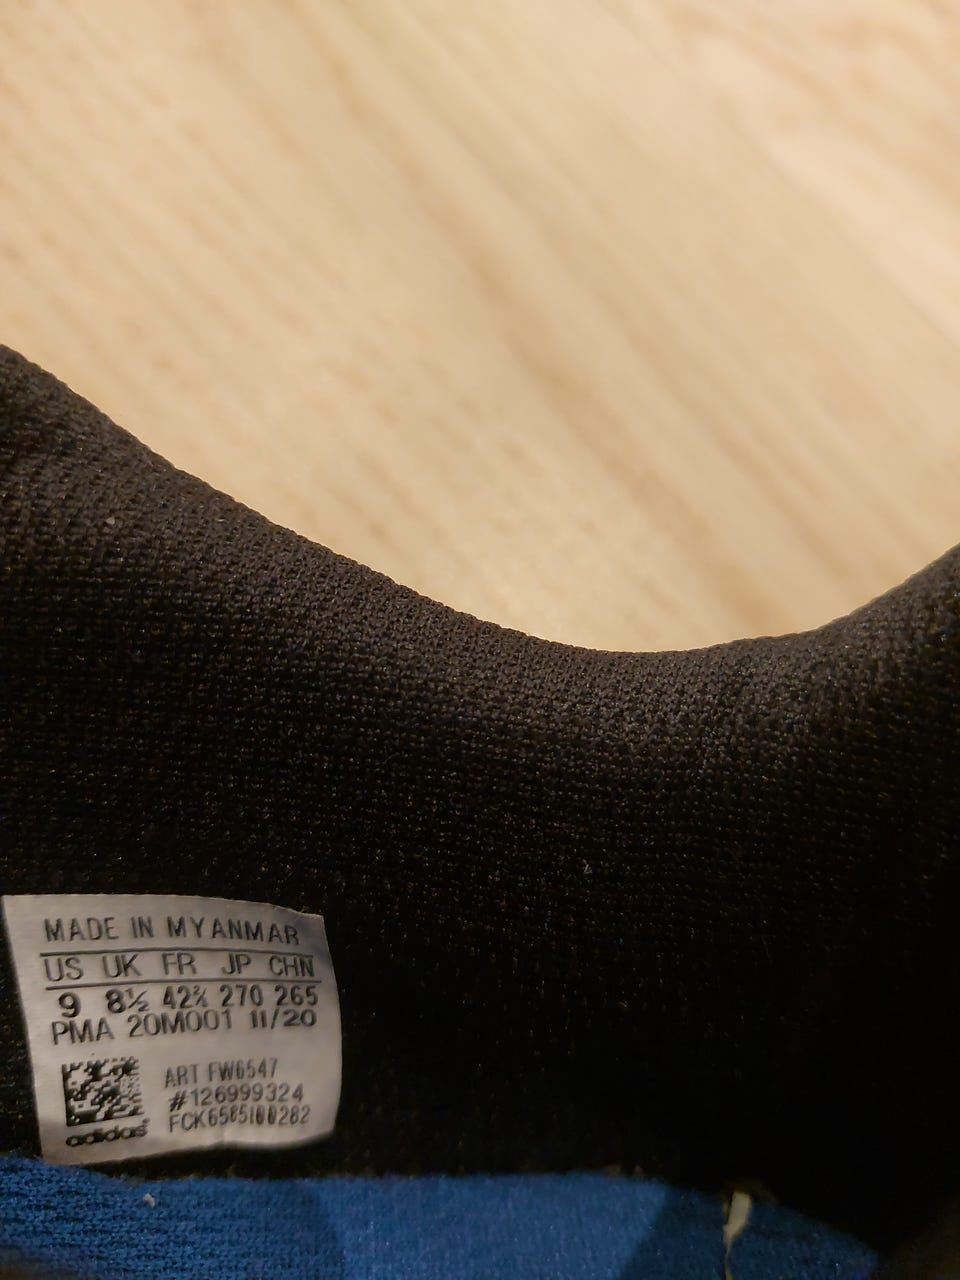 MADE IN MYANMAR
US UK FR JP CHN
9 8½ 42⅔ 270 265
PMA 20M001 11/20
ART FW6547
#126999324
FCK6585100282
adidas